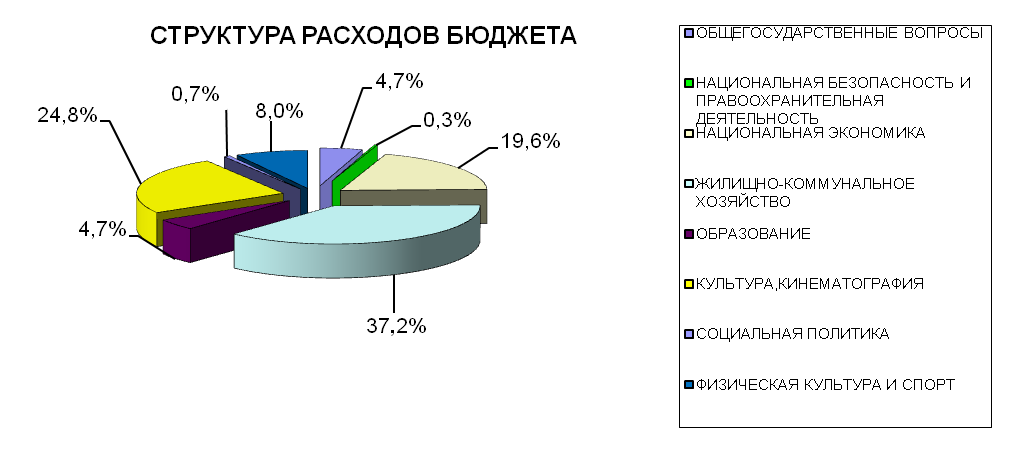 СТРУКТУРА РАСХОДОВ БЮДЖЕТА
4,7%
0,7%
8,0%
24,8%
0,3%
19,6%
4,7%
37,2%
ОБЩЕГОСУДАРСТВЕННЫЕ ВОПРОСЫ
НАЦИОНАЛЬНАЯ БЕЗОПАСНОСТЬ И
ПРАВООХРАНИТЕЛЬНАЯ
ДЕЯТЕЛЬНОСТЬ
НАЦИОНАЛЬНАЯ ЭКОНОМИКА
ЖИЛИЩНО-КОММУНАЛЬНОЕ
ХОЗЯЙСТВО
ОБРАЗОВАНИЕ
КУЛЬТУРА,КИНЕМАТОГРАФИЯ
СОЦИАЛЬНАЯ ПОЛИТИКА
ФИЗИЧЕСКАЯ КУЛЬТУРА И СПОРТ